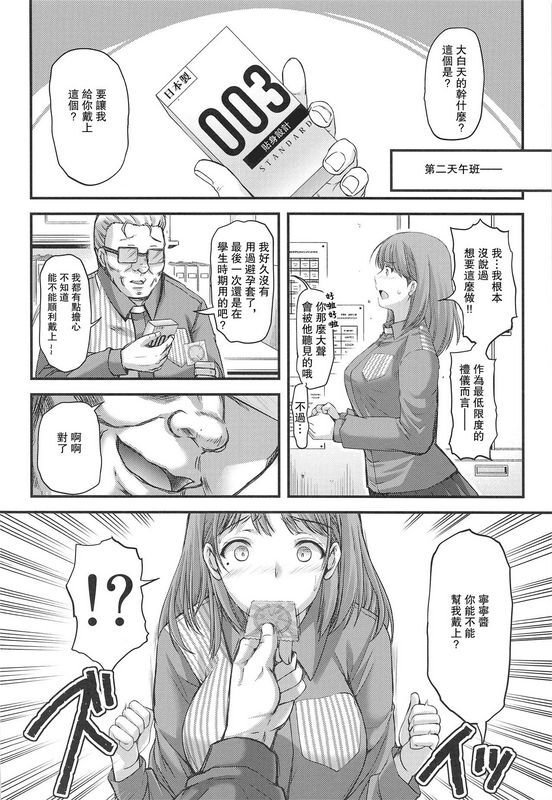 大白天的幹什麼？
這個是？
要讓我
給你戴上
這個？
日本製
003
貼身設計
STANDARD
第二天午班——
我…我根本
沒說過
想要這麼做!!
作為最低限度的
禮儀而言—
好啦好啦
你那麼大聲
會被他聽見的哦
不過…
我好久沒有
用過避孕套了，
最後一次還是在
學生時期用的吧？
我都有點擔心
不知道
能不能順利戴上~~
啊啊
對了
寧寧醬
你能不能
幫我戴上？
!?
ズイッ